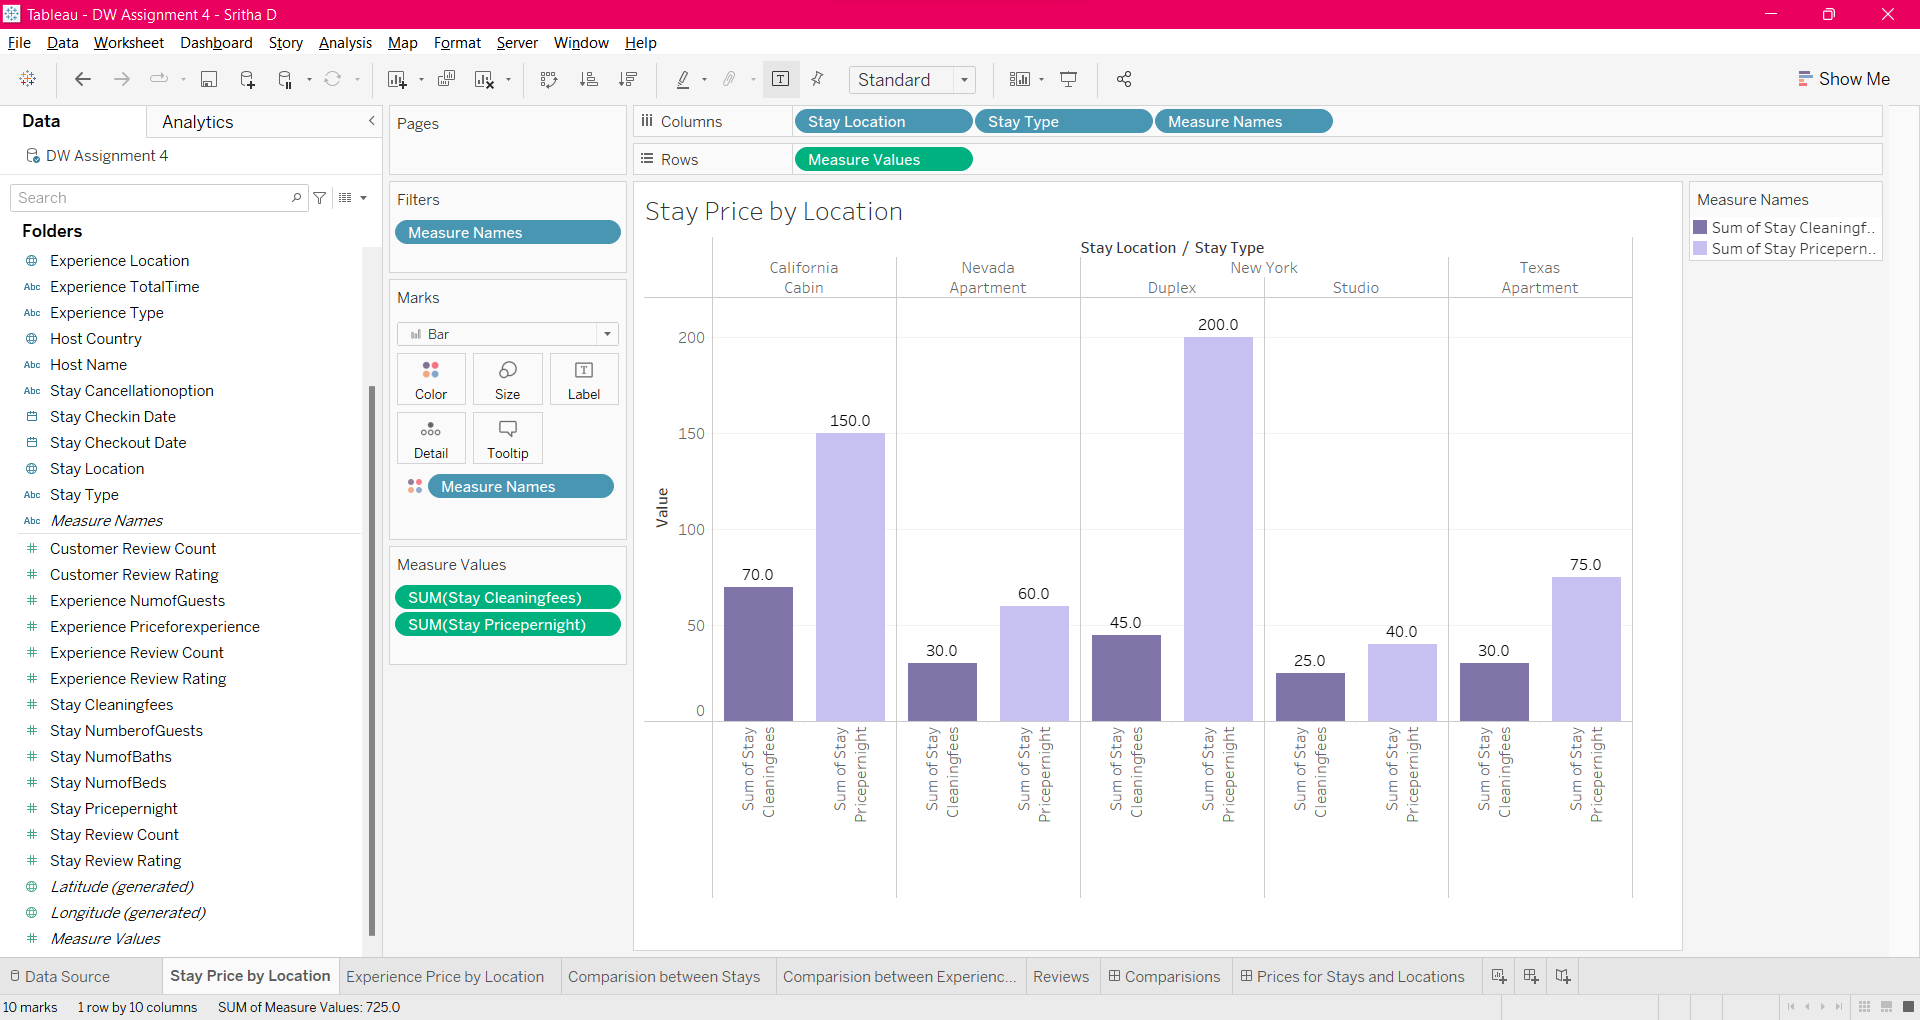 Tableau - DW Assignment 4 - Sritha D
File Data Worksheet Dashboard Story Analysis Map Format Server Window Help
Standard
Show Me
Data
Analytics
DW Assignment 4
Search
Folders
Experience Location
Abc Experience TotalTime
Abc Experience Type
Host Country
Abc Host Name
Abc Stay Cancellationoption
Stay Checkin Date
Stay Checkout Date
Stay Location
Abc Stay Type
Abc Measure Names
# Customer Review Count
# Customer Review Rating
# Experience NumofGuests
# Experience Priceforexperience
# Experience Review Count
# Experience Review Rating
# Stay Cleaningfees
# Stay NumberofGuests
# Stay NumofBaths
# Stay NumofBeds
# Stay Pricepernight
# Stay Review Count
# Stay Review Rating
Latitude (generated)
Longitude (generated)
# Measure Values
Pages
Filters
Measure Names
Marks
Bar
Color
Size
T
Label
Detail
Tooltip
Measure Names
Measure Values
SUM(Stay Cleaningfees)
SUM(Stay Pricepernight)
Columns
Stay Location
Stay Type
Measure Names
Rows
Measure Values
Stay Price by Location
Stay Location / Stay Type
California
Nevada
New York
Texas
Cabin
Apartment
Duplex
Studio
Apartment
Value
200
150
100
50
0
70.0
150.0
30.0
60.0
45.0
200.0
25.0
40.0
30.0
75.0
Sum of Stay
Cleaningfees
Sum of Stay
Pricepernight
Sum of Stay
Cleaningfees
Sum of Stay
Pricepernight
Sum of Stay
Cleaningfees
Sum of Stay
Pricepernight
Sum of Stay
Cleaningfees
Sum of Stay
Pricepernight
Sum of Stay
Cleaningfees
Sum of Stay
Pricepernight
Measure Names
Sum of Stay Cleaningf..
Sum of Stay Pricepern..
Data Source
Stay Price by Location
Experience Price by Location
Comparision between Stays
Comparision between Experienc...
Reviews
Comparisions
Prices for Stays and Locations
10 marks 1 row by 10 columns SUM of Measure Values: 725.0